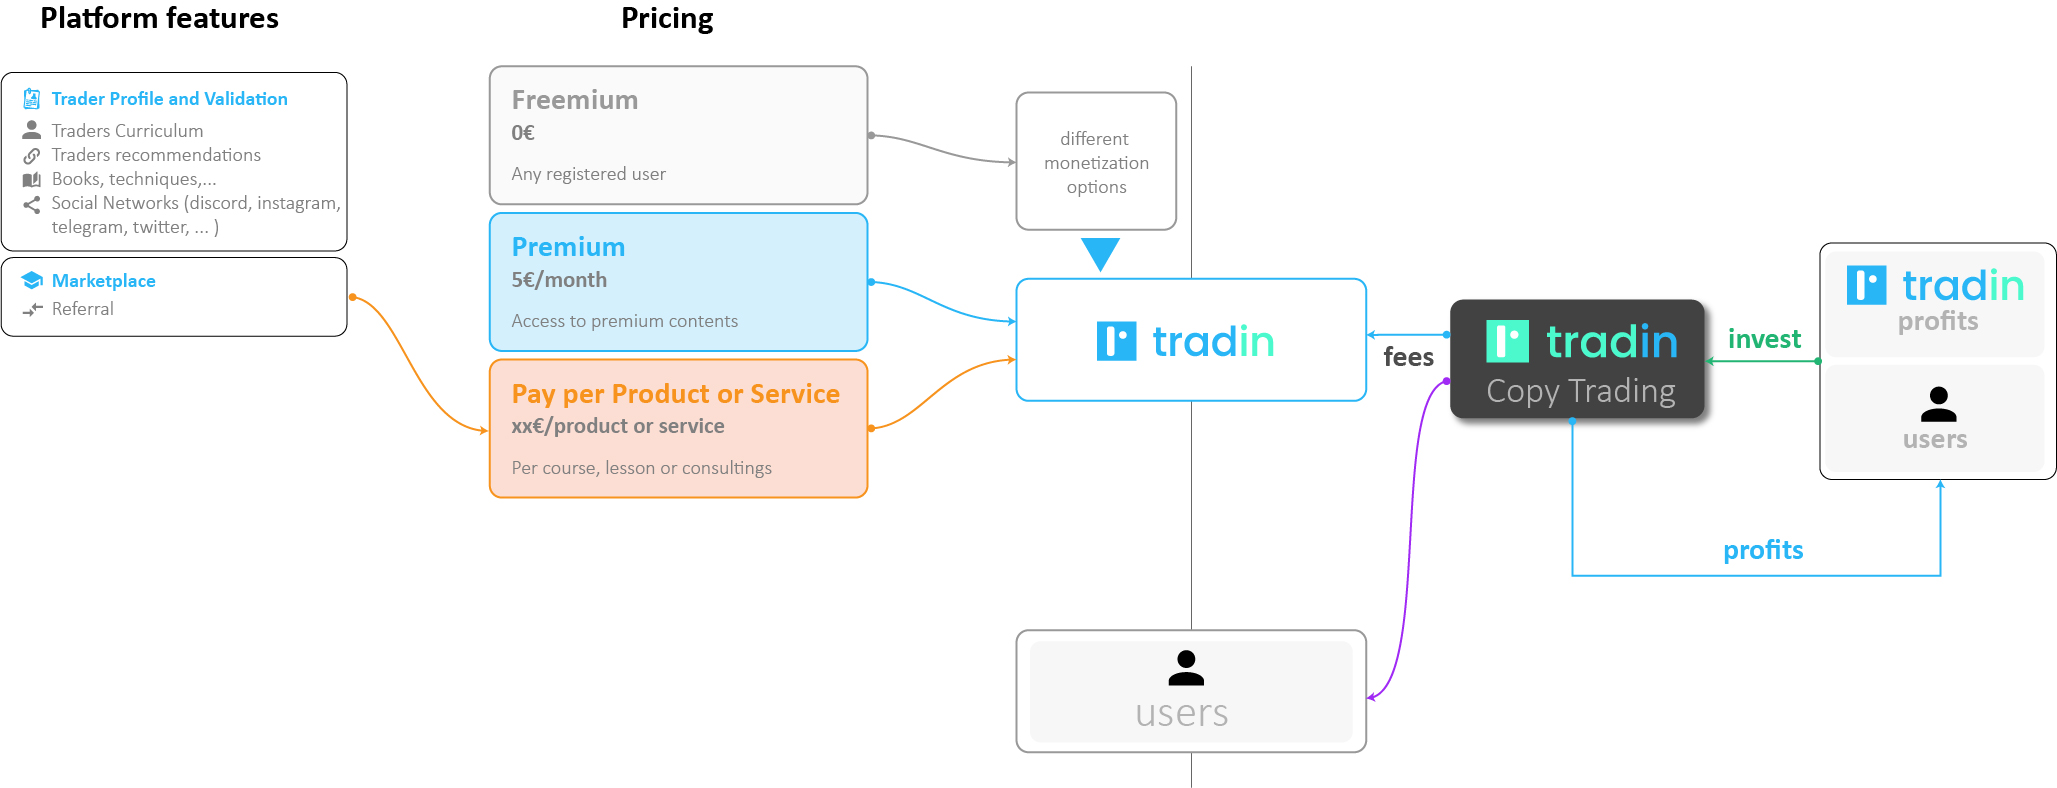 Platform features
Pricing
Trader Profile and Validation
Traders Curriculum
Traders recommendations
Books, techniques,...
Social Networks (discord, instagram,
telegram, twitter, ... )
Marketplace
Referral
Freemium
0€
Any registered user
Premium
5€/month
Access to premium contents
Pay per Product or Service
xx€/product or service
Per course, lesson or consultings
different
monetization
options
tradin
users
fees
tradin
Copy Trading
invest
profits
tradin
profits
users